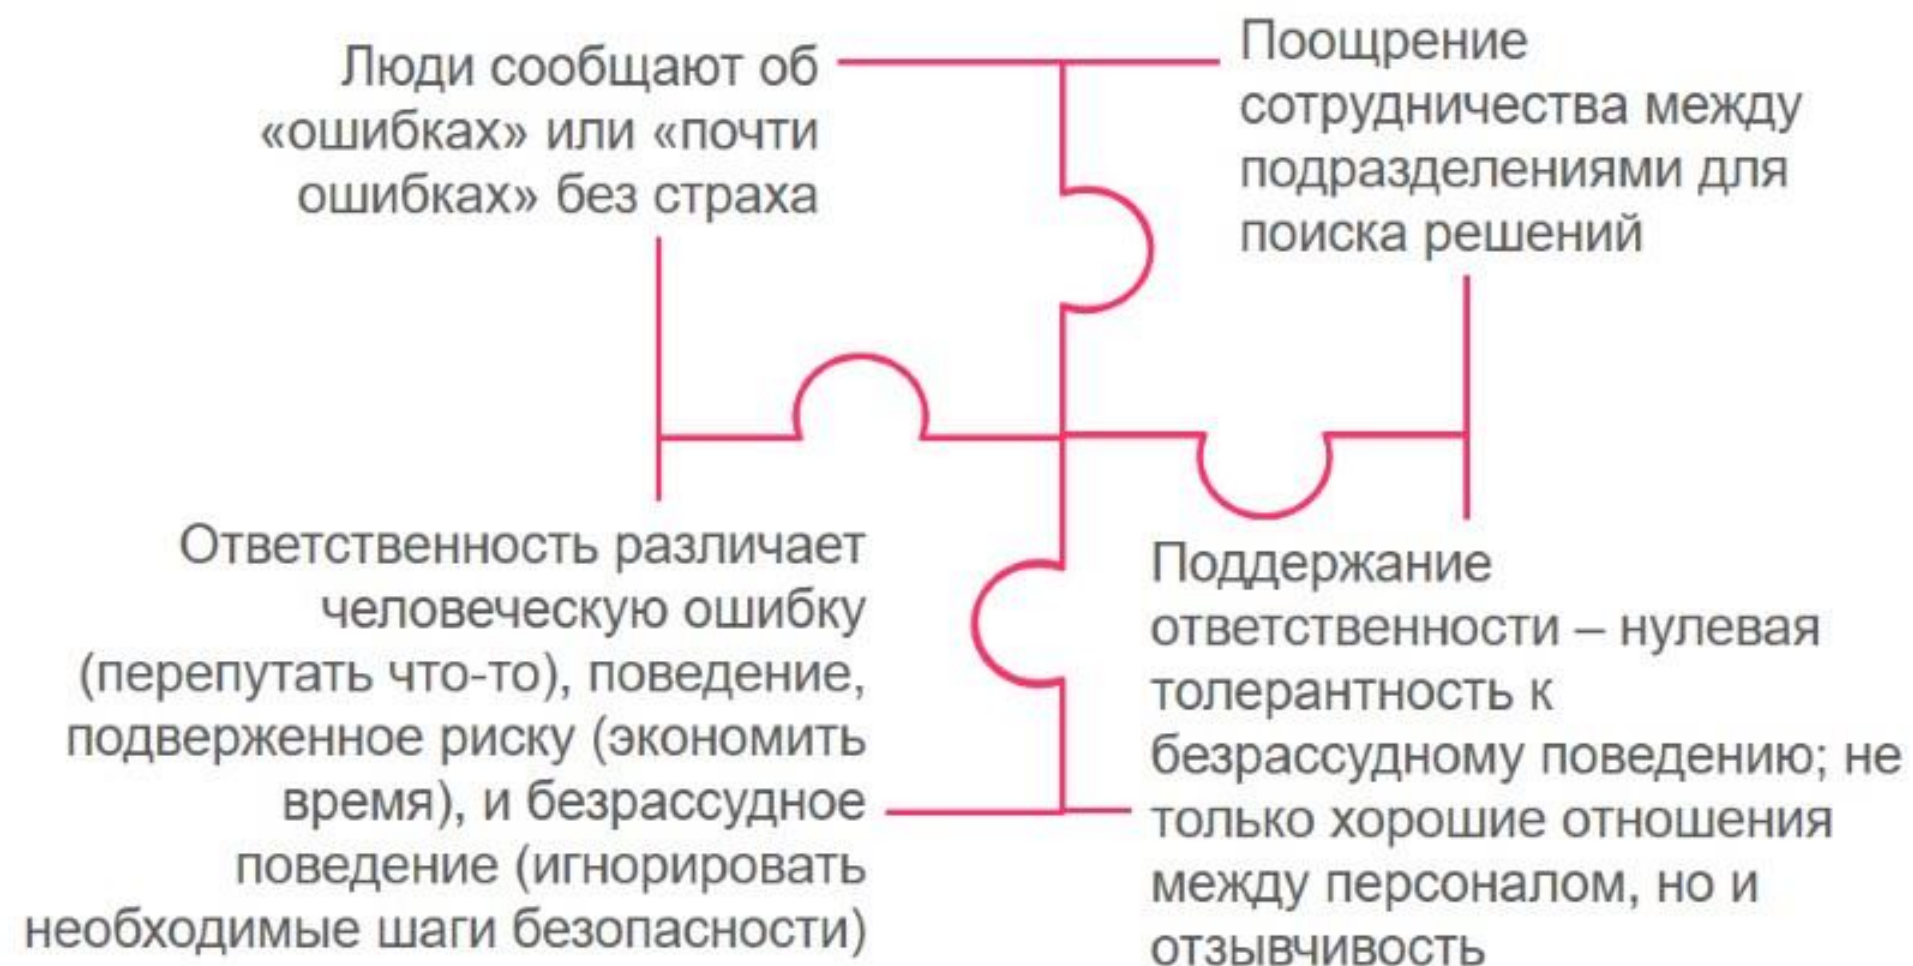 Люди сообщают об
«ошибках» или «почти
ошибках» без страха
Поощрение
сотрудничества между
подразделениями для
поиска решений
Ответственность различает
человеческую ошибку
(перепутать что-то), поведение,
подверженное риску (экономить
время), и безрассудное
поведение (игнорировать
необходимые шаги безопасности)
Поддержание
ответственности – нулевая
толерантность к
безрассудному поведению; не
только хорошие отношения
между персоналом, но и
отзывчивость